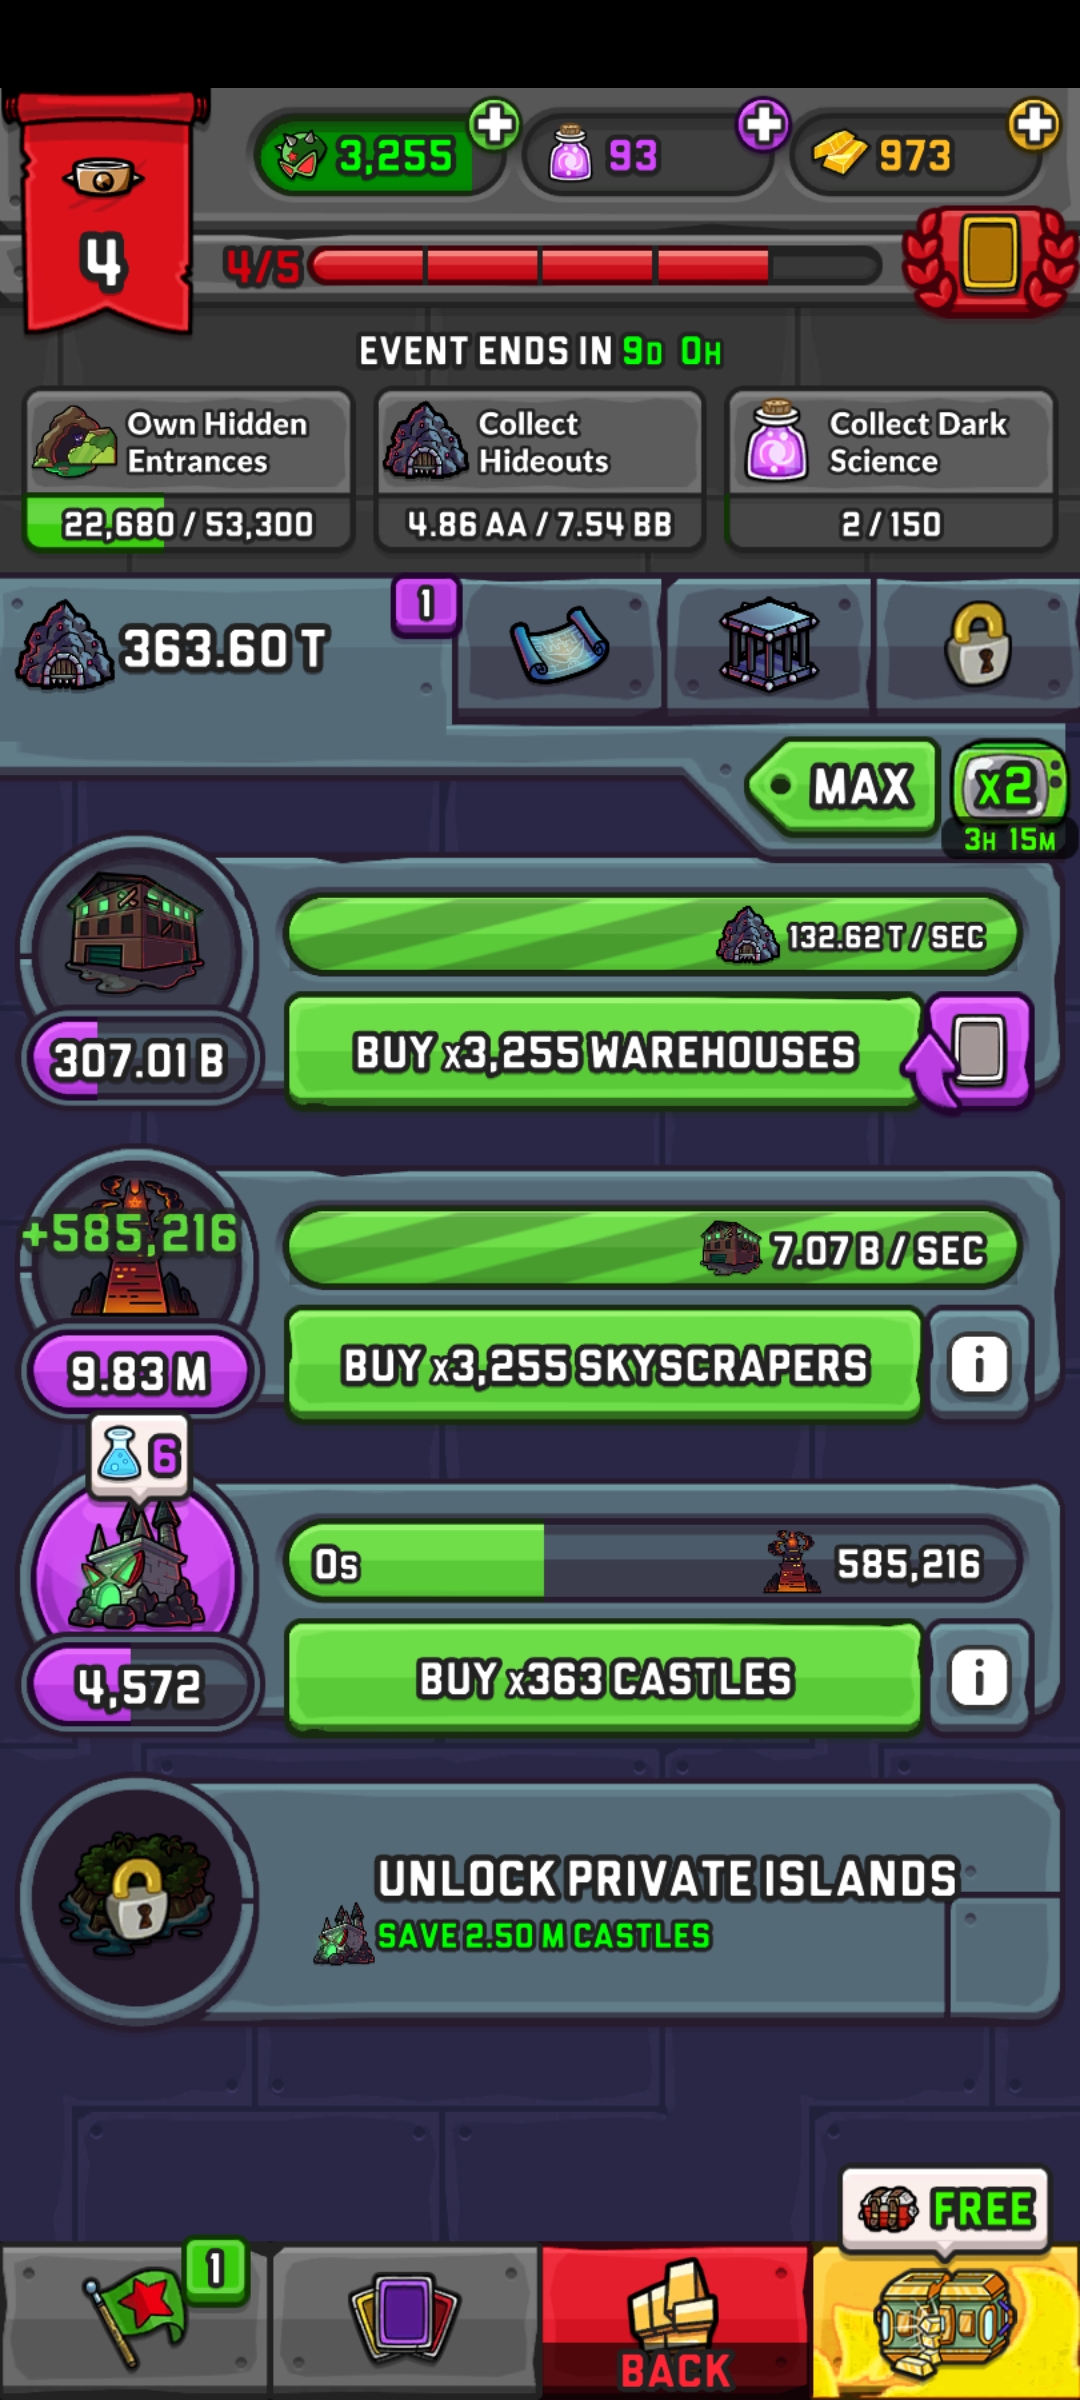 3,255
93
973
4
4/5
EVENT ENDS IN 9D 0H
Own Hidden
Entrances
22,680 / 53,300
Collect
Hideouts
4.86 AA / 7.54 BB
Collect Dark
Science
2 / 150
363.60 T
1
MAX
x2
3H 15M
132.62 T / SEC
307.01 B
BUY x3,255 WAREHOUSES
+585,216
7.07 B / SEC
9.83 M
BUY x3,255 SKYSCRAPERS
i
6
0s
585,216
4,572
BUY x363 CASTLES
i
UNLOCK PRIVATE ISLANDS
SAVE 2.50 M CASTLES
FREE
1
BACK